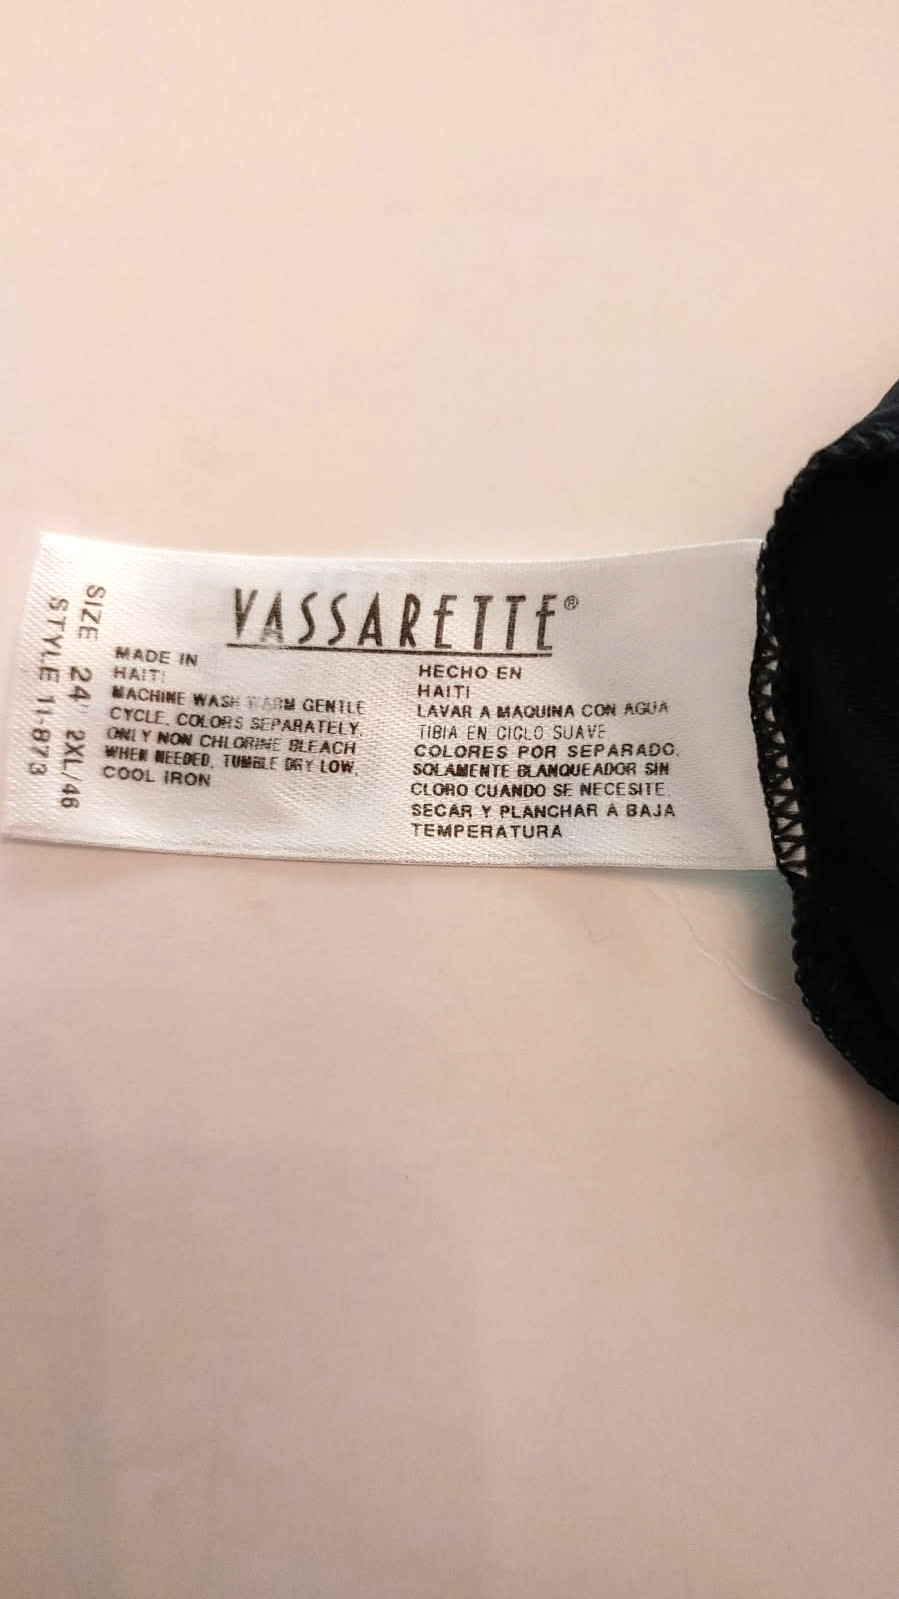 VASSARETTE®
MADE IN
HAITI
MACHINE WASH WARM GENTLE
CYCLE, COLORS SEPARATELY,
ONLY NON CHLORINE BLEACH
WHEN NEEDED, TUMBLE DRY LOW,
COOL IRON
HECHO EN
HAITI
LAVAR A MAQUINA CON AGUA
TIBIA EN CICLO SUAVE
COLORES POR SEPARADO,
SOLAMENTE BLANQUEADOR SIN
CLORO CUANDO SE NECESITE,
SECAR Y PLANCHAR A BAJA
TEMPERATURA
SIZE 24" 2XL/46
STYLE 11-873